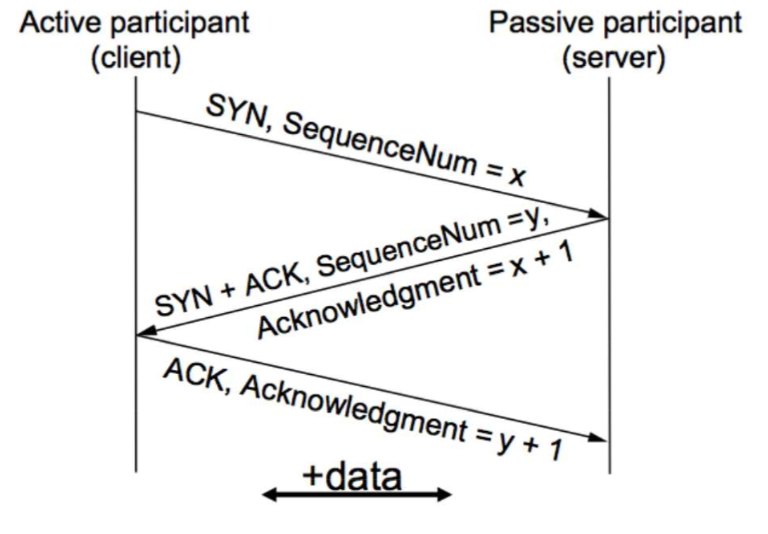 Active participant
(client)
Passive participant
(server)
SYN, SequenceNum = x
SYN + ACK, SequenceNum =y,
Acknowledgment = x + 1
ACK, Acknowledgment = y + 1
+data